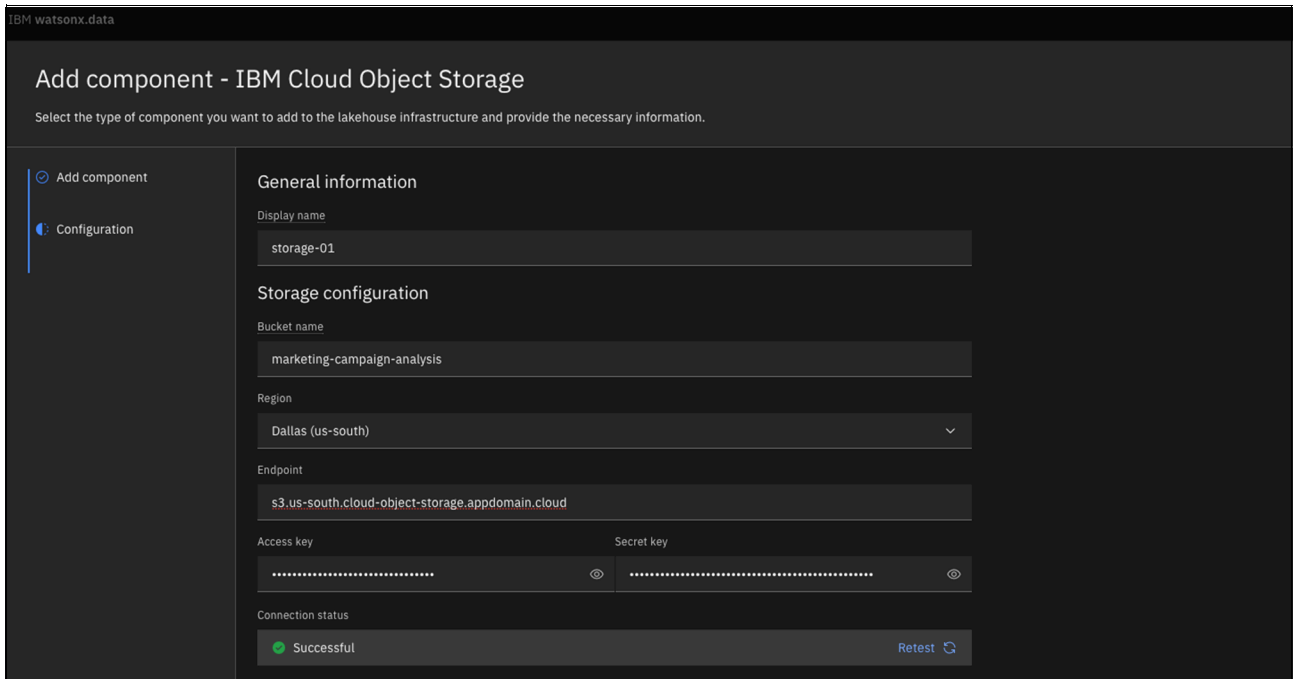 IBM watsonx.data
Add component - IBM Cloud Object Storage
Select the type of component you want to add to the lakehouse infrastructure and provide the necessary information.
Add component
Configuration
General information
Display name
storage-01
Storage configuration
Bucket name
marketing-campaign-analysis
Region
Dallas (us-south)
Endpoint
s3.us-south.cloud-object-storage.appdomain.cloud
Access key Secret key
Connection status
Successful Retest